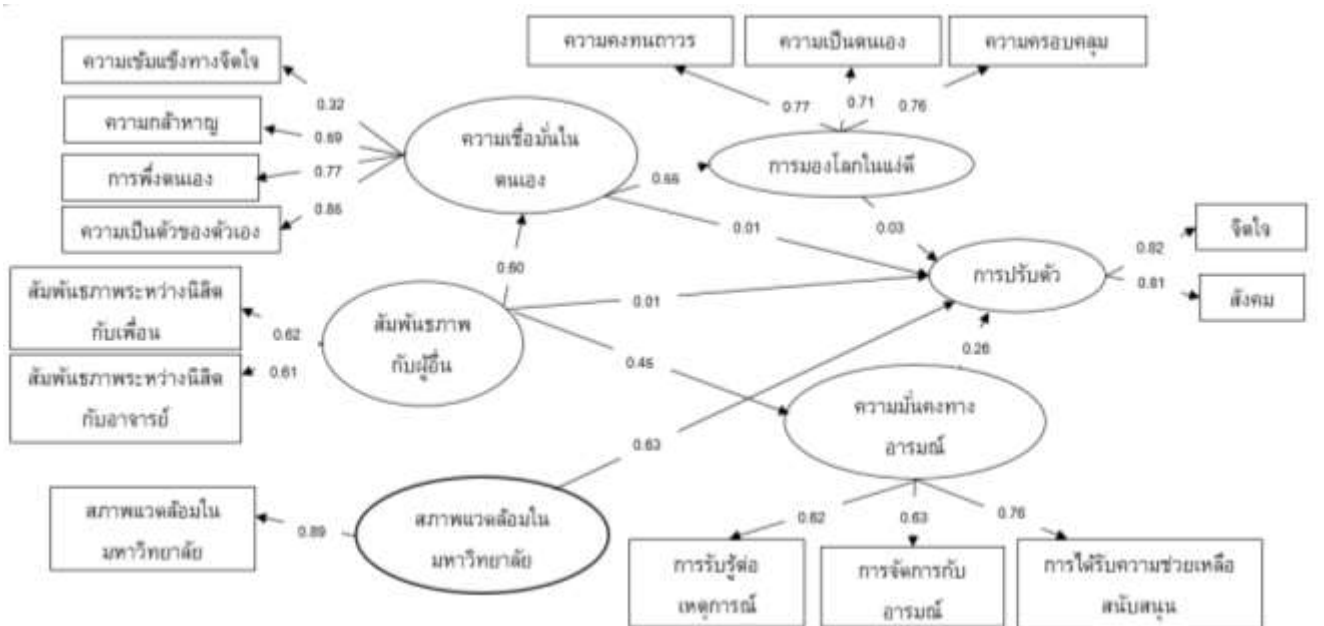 ความคงทนถาวร
ความเป็นตนเอง
ความครอบคลุม
ความเข้มแข็งทางจิตใจ
0.32
ความกล้าหาญ
0.69
การพึ่งตนเอง
0.77
ความเป็นตัวของตัวเอง
ความเชื่อมั่นใน
ตนเอง
0.77
0.71
0.76
การมองโลกในแง่ดี
0.01
0.03
การปรับตัว
0.82
จิตใจ
0.81
สังคม
0.60
0.01
สัมพันธภาพระหว่างนิสิต
กับเพื่อน
0.62
สัมพันธภาพระหว่างนิสิต
กับอาจารย์
0.61
สัมพันธภาพ
กับผู้อื่น
0.45
0.26
ความมั่นคงทาง
อารมณ์
0.63
สภาพแวดล้อมใน
มหาวิทยาลัย
0.89
สภาพแวดล้อมใน
มหาวิทยาลัย
0.62
0.63
0.76
การรับรู้ต่อ
เหตุการณ์
การจัดการกับ
อารมณ์
การได้รับความช่วยเหลือ
สนับสนุน